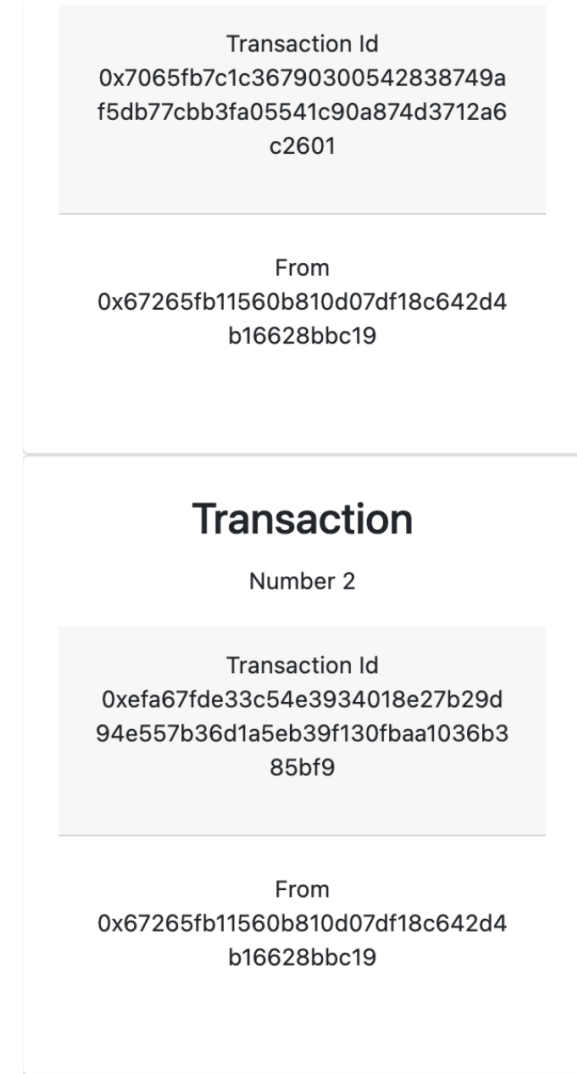 Transaction Id
0x7065fb7c1c36790300542838749a
f5db77cbb3fa05541c90a874d3712a6
c2601
From
0x67265fb11560b810d07df18c642d4
b16628bbc19
Transaction
Number 2
Transaction Id
0xefa67fde33c54e3934018e27b29d
94e557b36d1a5eb39f130fbaa1036b3
85bf9
From
0x67265fb11560b810d07df18c642d4
b16628bbc19